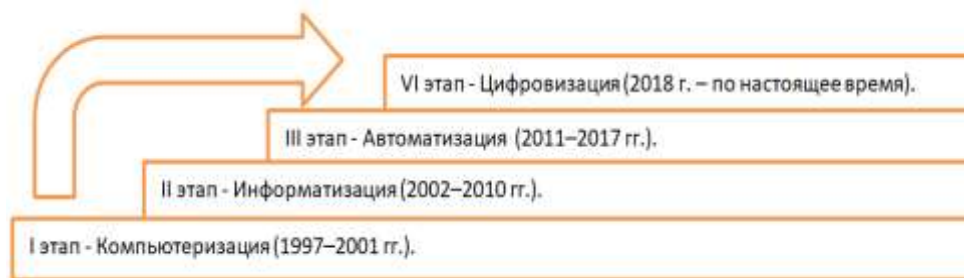 VI этап - Цифровизация (2018 г. – по настоящее время).
III этап - Автоматизация (2011–2017 гг.).
II этап - Информатизация (2002–2010 гг.).
I этап - Компьютеризация (1997–2001 гг.).